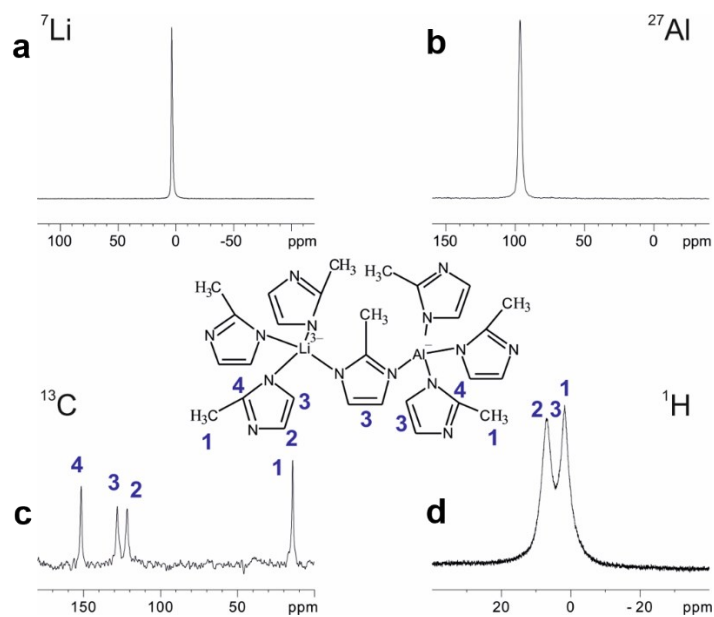 a
⁷Li
100 50 0 -50 ppm
b
²⁷Al
150 100 50 0 ppm
H₃C
N
N
N
CH₃
N
Li³⁻
CH₃
N
N
H₃C
N
N
Al⁻
CH₃
N
N
N
N
4
H₃C
1
N
3
2
3
N
4
3
N
CH₃
1
¹³C
4
3
2
1
c
150 100 50 ppm
¹H
2 3 1
d
20 0 - 20 ppm